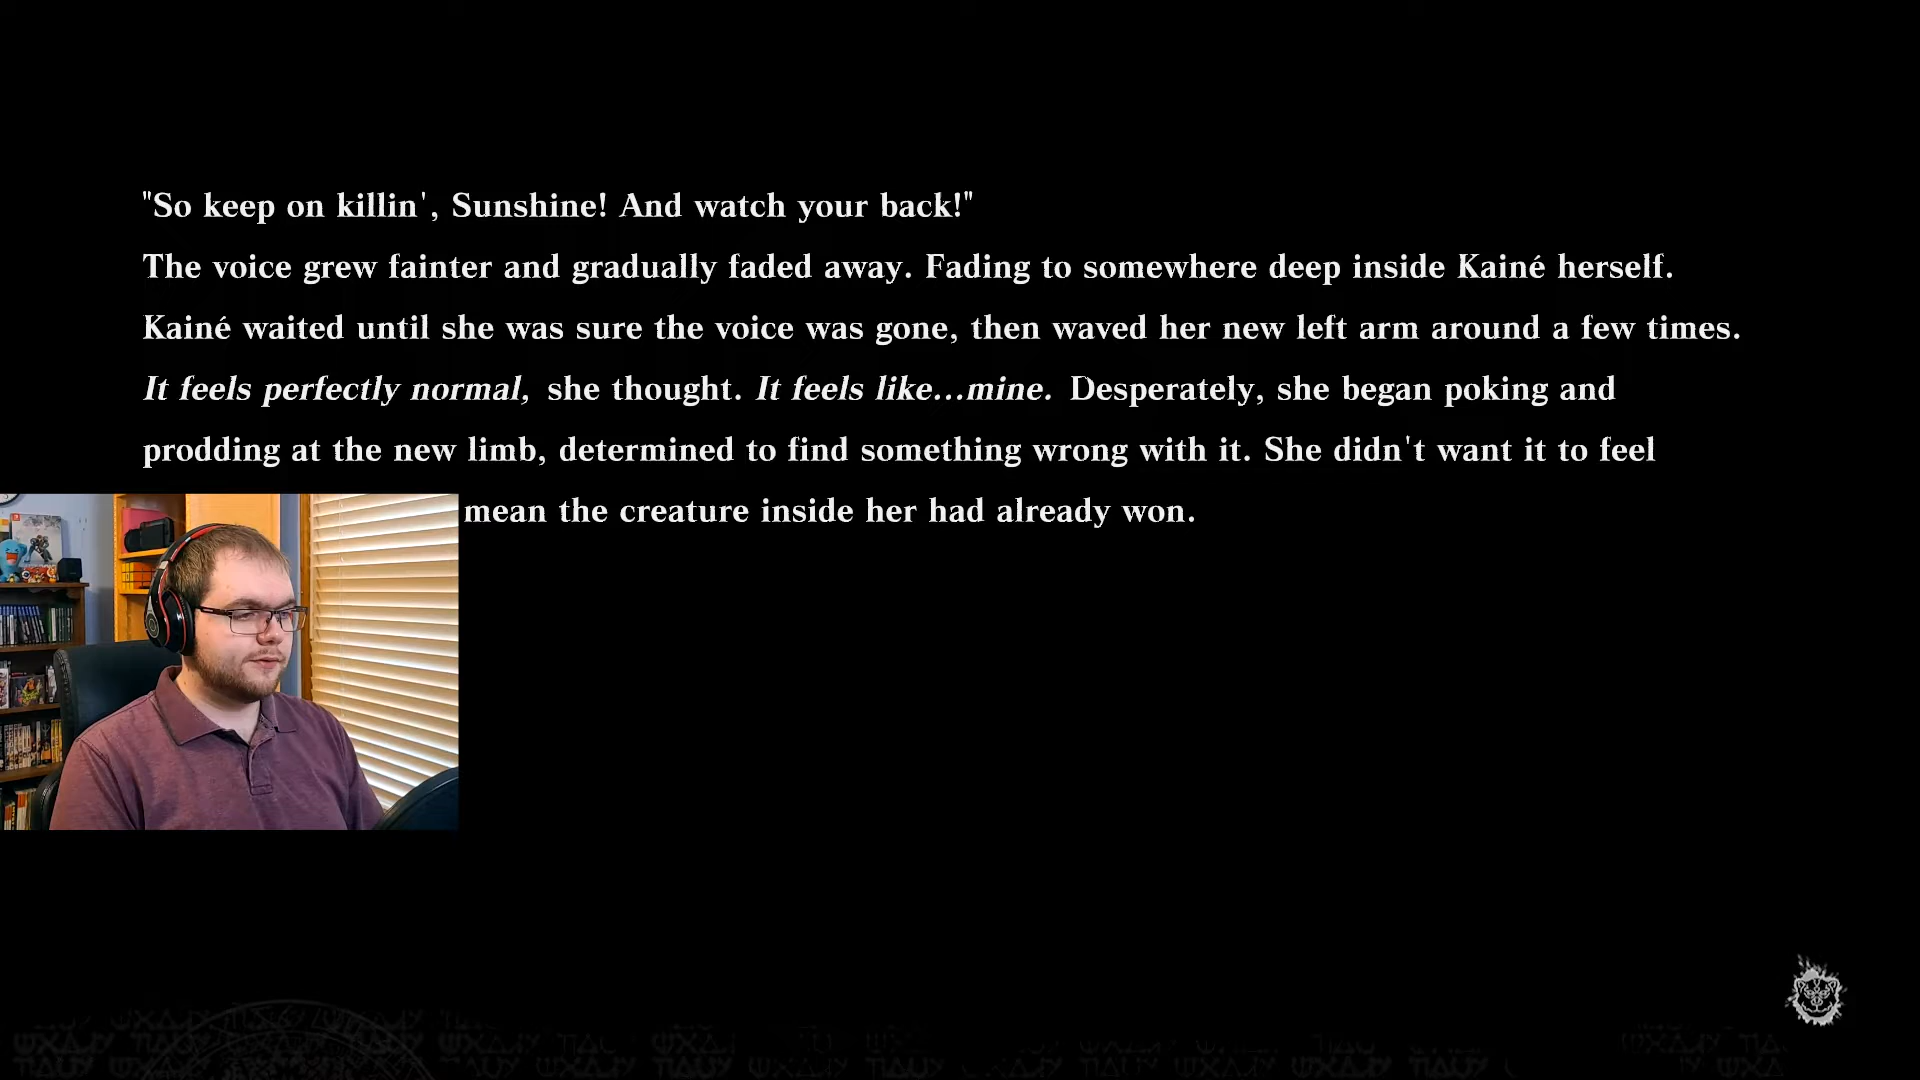 "So keep on killin', Sunshine! And watch your back!"
The voice grew fainter and gradually faded away. Fading to somewhere deep inside Kainé herself.
Kainé waited until she was sure the voice was gone, then waved her new left arm around a few times.
It feels perfectly normal, she thought. It feels like...mine. Desperately, she began poking and
prodding at the new limb, determined to find something wrong with it. She didn't want it to feel
mean the creature inside her had already won.